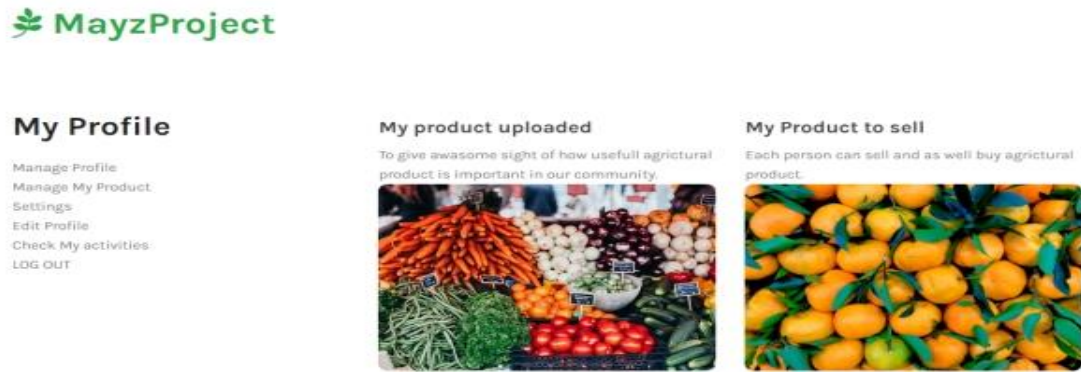 MayzProject
My Profile
Manage Profile
Manage My Product
Settings
Edit Profile
Check My activities
LOG OUT
My product uploaded
To give awasome sight of how usefull agrictural
product is important in our community.
My Product to sell
Each person can sell and as well buy agrictural
product.